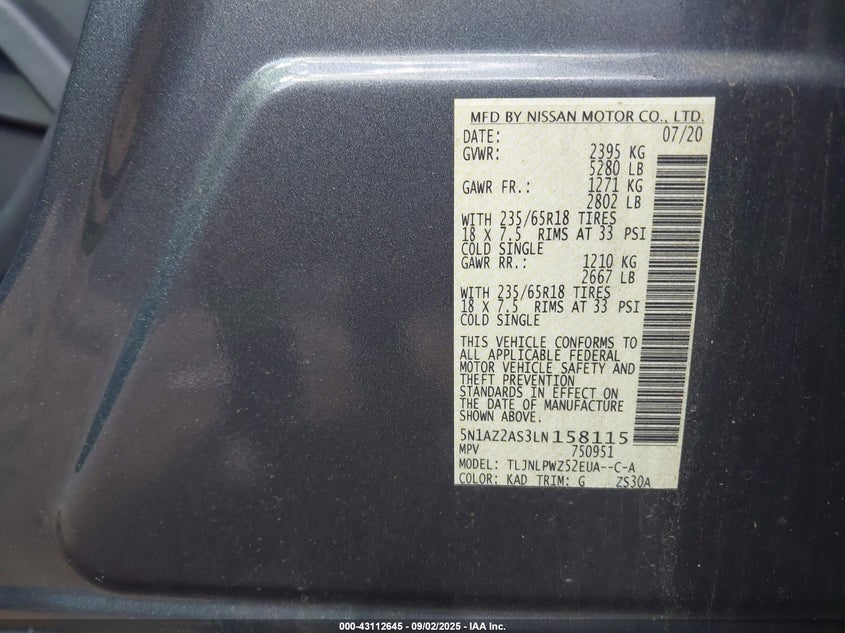 MFD BY NISSAN MOTOR CO., LTD.
DATE: 07/20
GVWR: 2395 KG
5280 LB
GAWR FR.: 1271 KG
2802 LB
WITH 235/65R18 TIRES
18 X 7.5 RIMS AT 33 PSI
COLD SINGLE
GAWR RR.: 1210 KG
2667 LB
WITH 235/65R18 TIRES
18 X 7.5 RIMS AT 33 PSI
COLD SINGLE
THIS VEHICLE CONFORMS TO
ALL APPLICABLE FEDERAL
MOTOR VEHICLE SAFETY AND
THEFT PREVENTION
STANDARDS IN EFFECT ON
THE DATE OF MANUFACTURE
SHOWN ABOVE.
5N1AZ2AS3LN158115
MPV 750951
MODEL: TLJNLPWZ52EUA--C-A
COLOR: KAD TRIM: G ZS30A
000-43112645 - 09/02/2025 - IAA Inc.